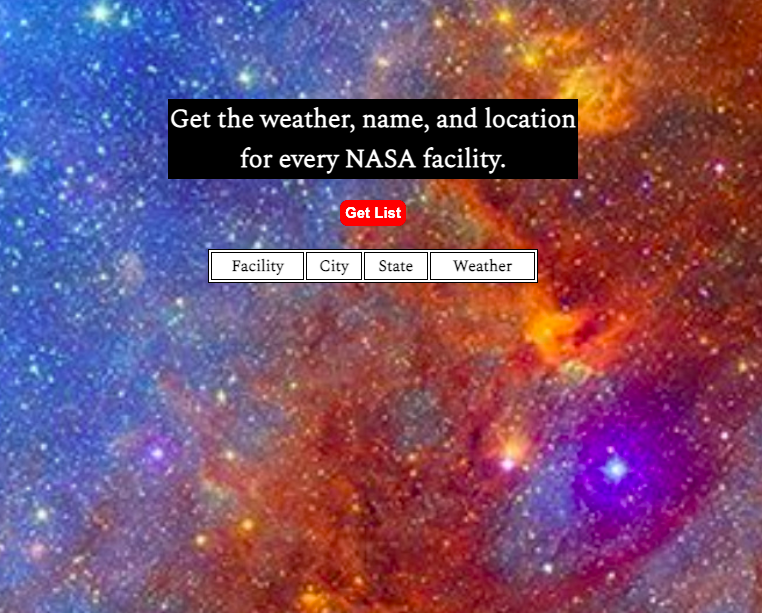 Get the weather, name, and location
for every NASA facility.
Get List
Facility City State Weather